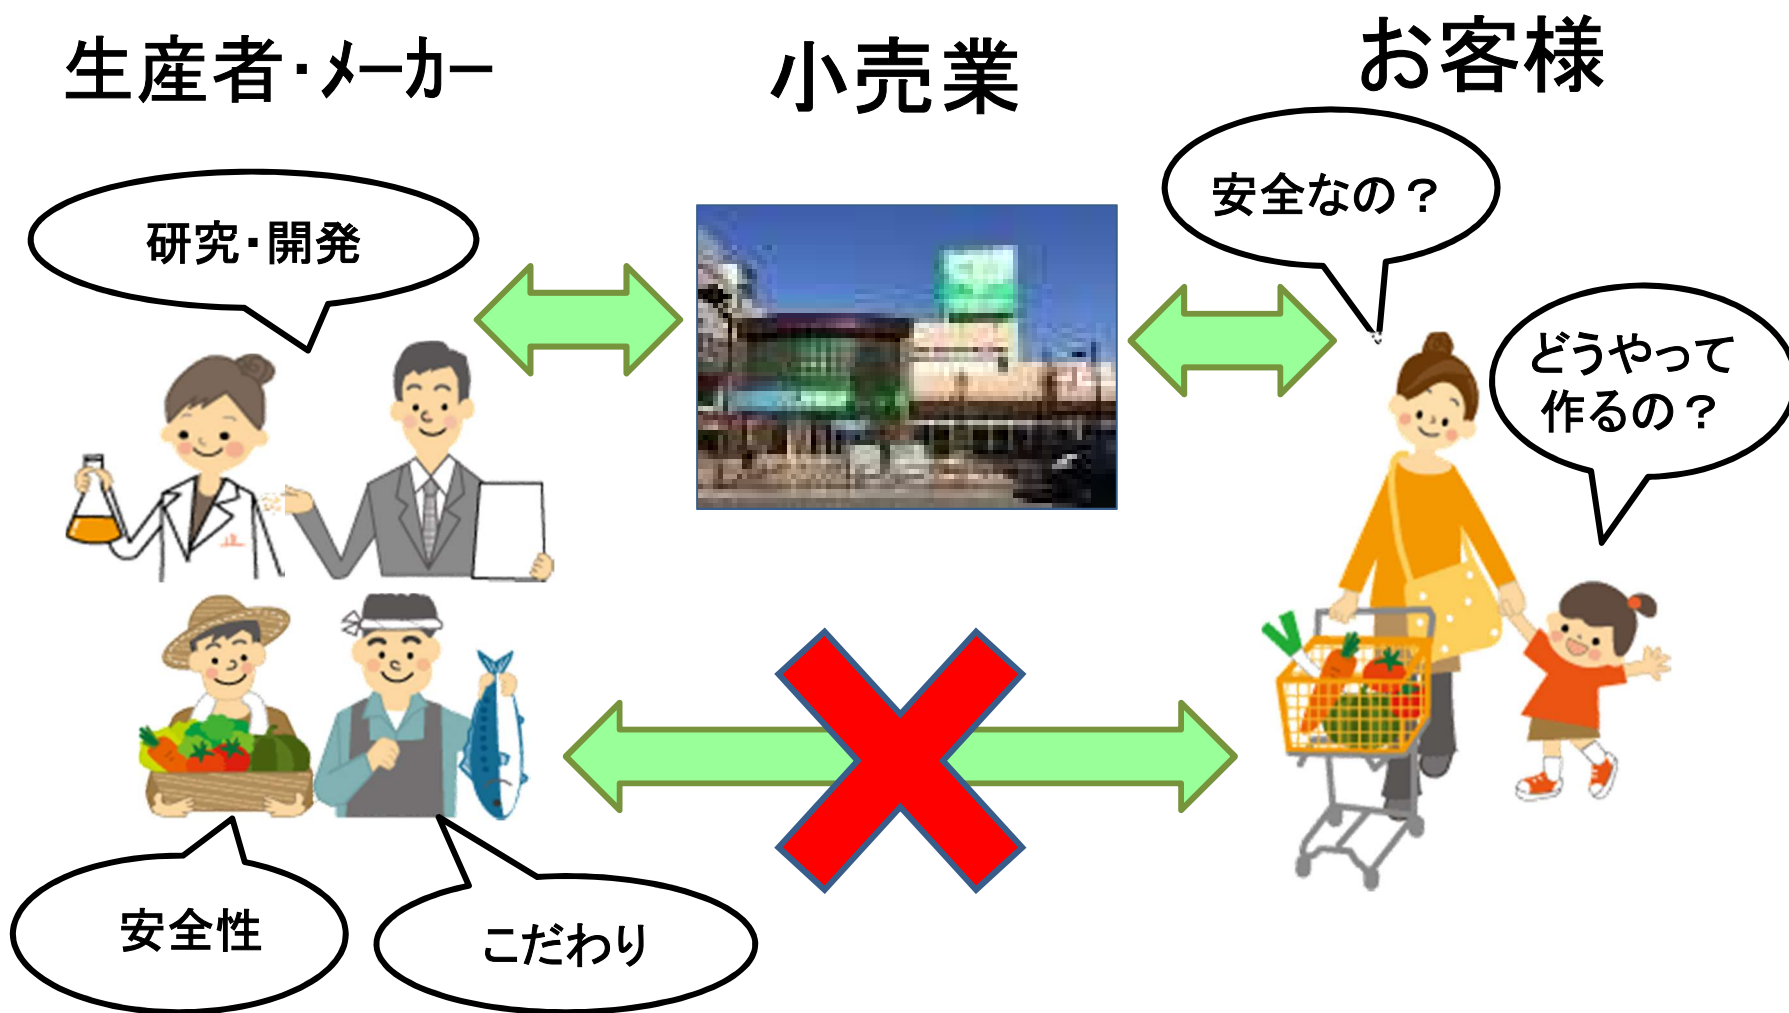 生産者・メーカー
小売業
お客様
研究・開発
安全なの？
どうやって
作るの？
安全性
こだわり